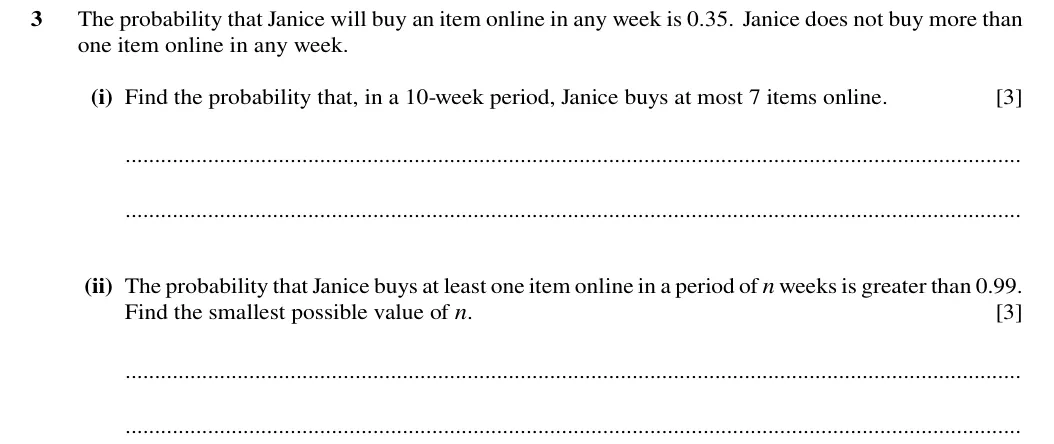 3 The probability that Janice will buy an item online in any week is 0.35. Janice does not buy more than
one item online in any week.
(i) Find the probability that, in a 10-week period, Janice buys at most 7 items online. [3]
................................................................................
................................................................................
(ii) The probability that Janice buys at least one item online in a period of n weeks is greater than 0.99.
Find the smallest possible value of n. [3]
................................................................................
................................................................................